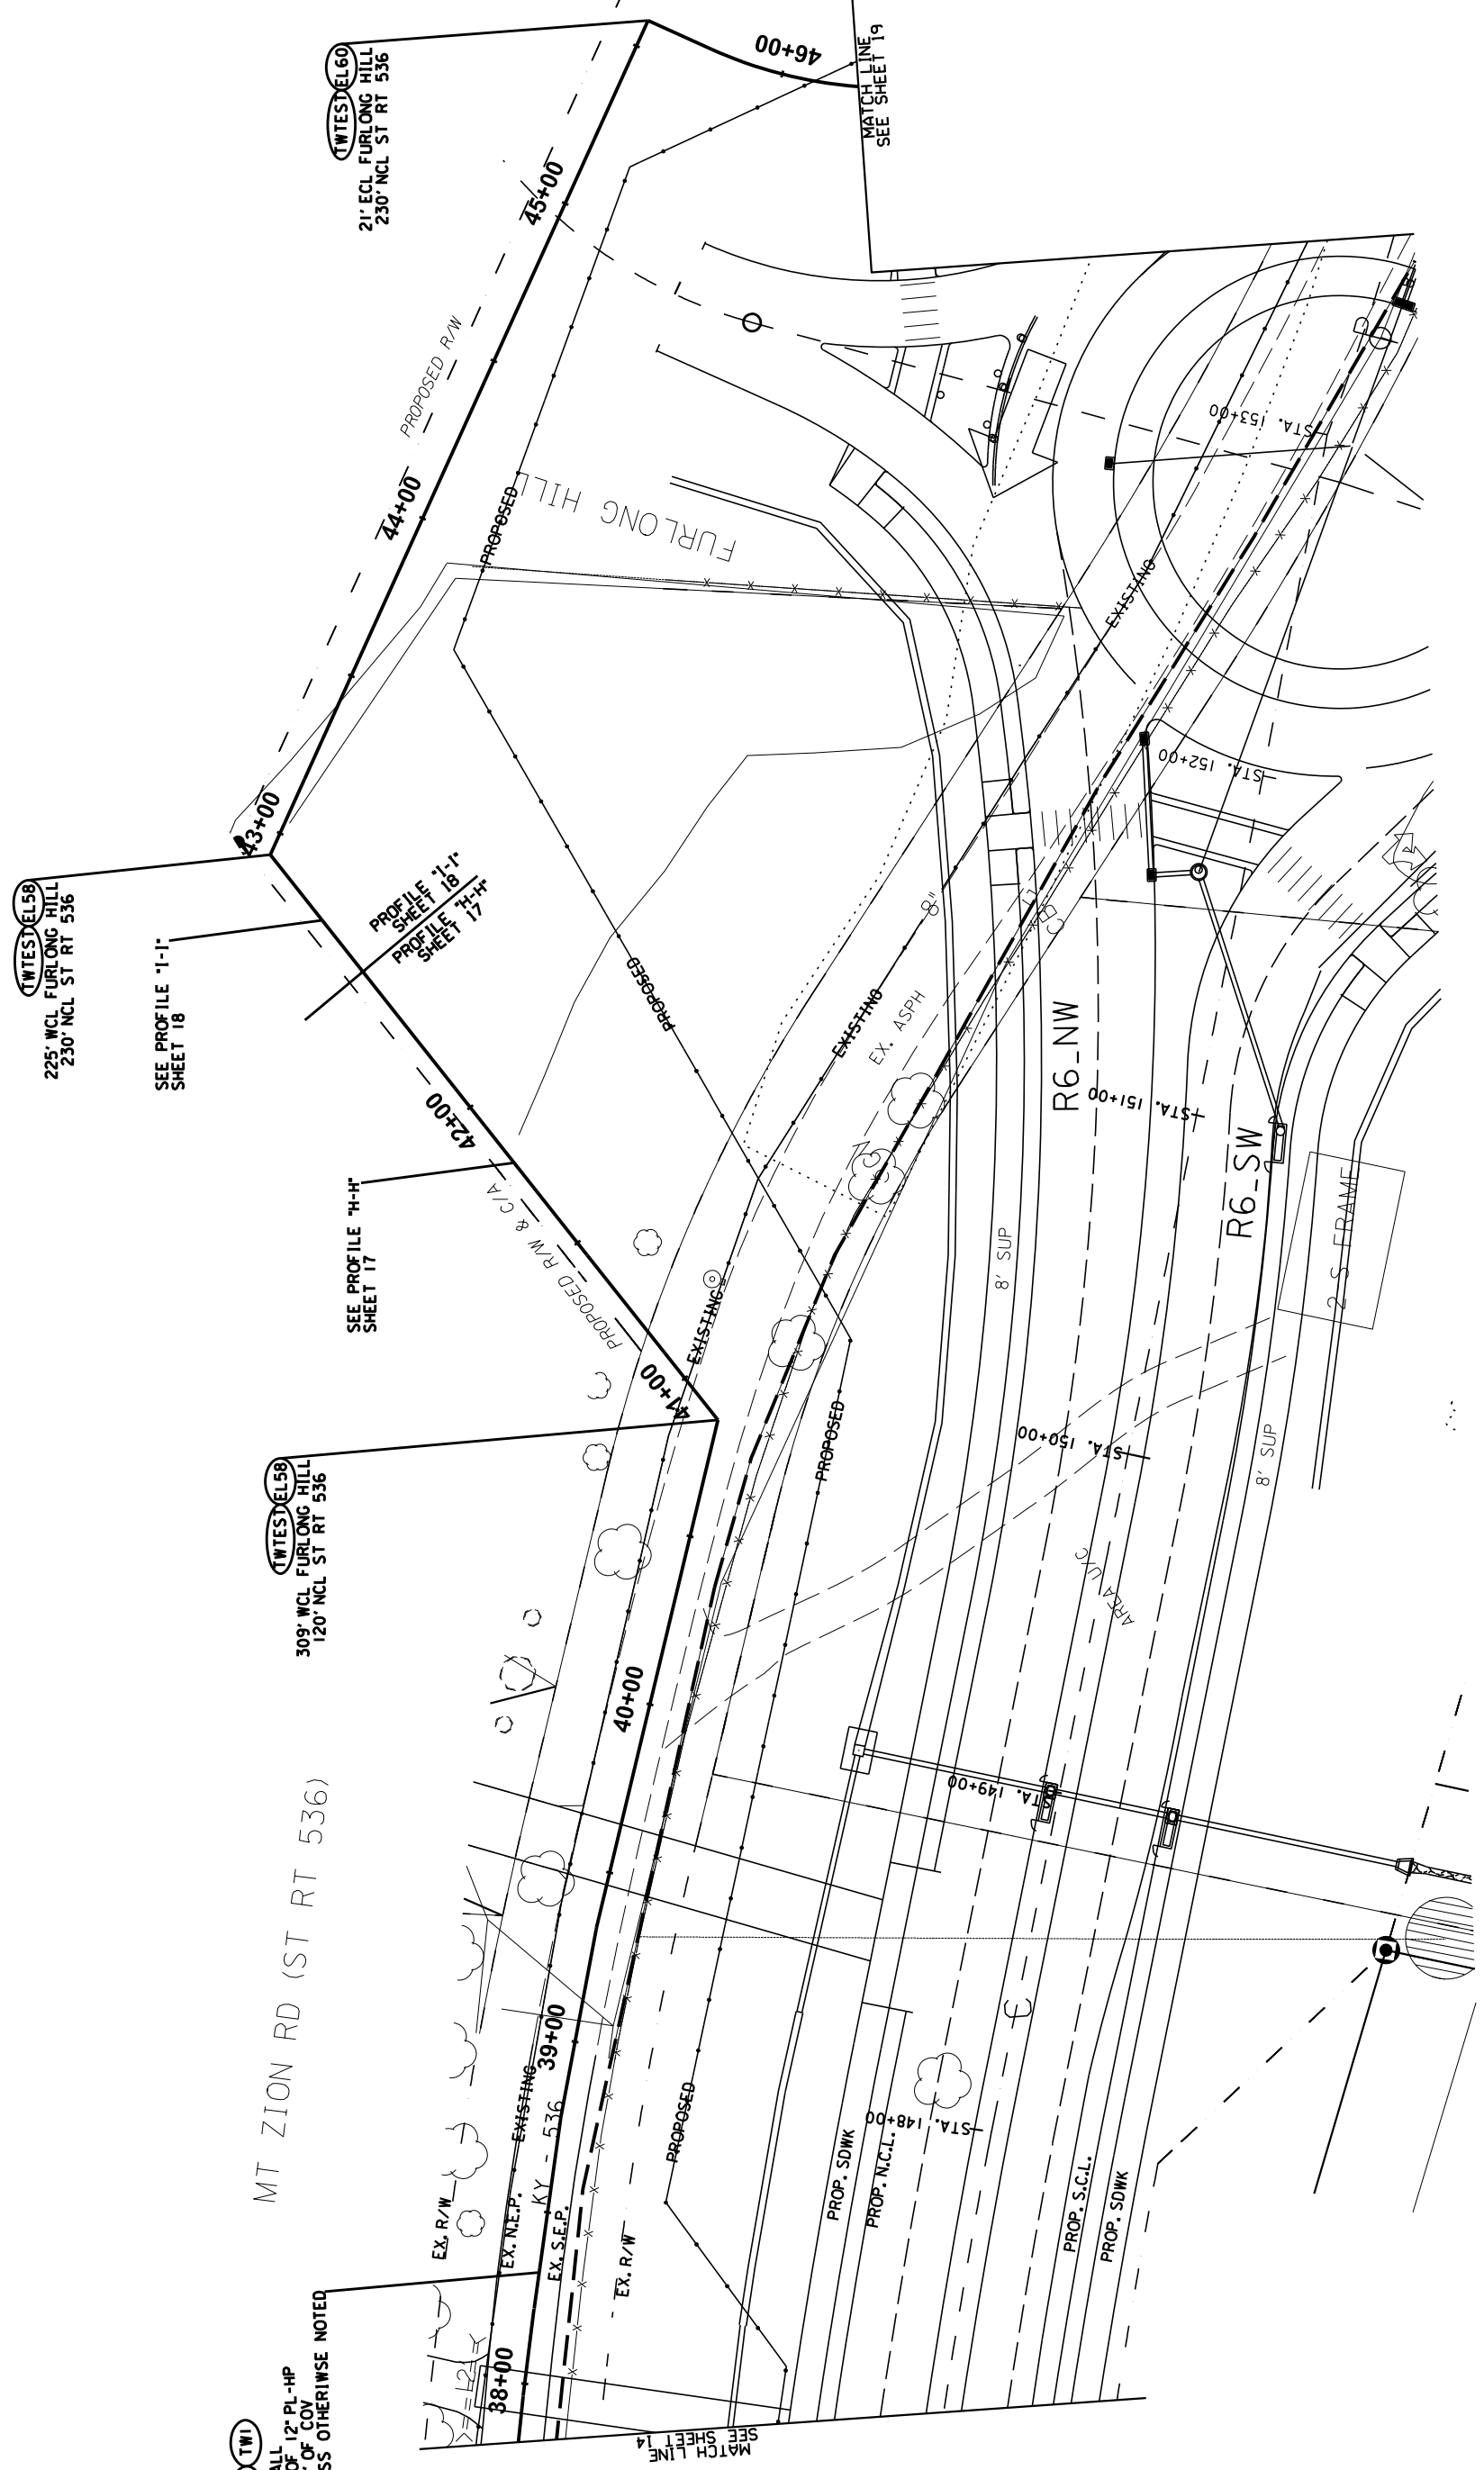 TWTEST EL60
21' ECL FURLONG HILL
230' NCL ST RT 536
46+00
MATCH LINE
SEE SHEET 19
45+00
PROPOSED R/W
44+00
PROPOSED
FURLONG HILL
STA. 153+00
EXISTING
43+00
TWTEST EL58
225' WCL FURLONG HILL
230' NCL ST RT 536
SEE PROFILE "I-I"
SHEET 18
PROFILE "I-I"
SHEET 18
PROFILE "H-H"
SHEET 17
STA. 152+00
8"
PROPOSED
EXISTING
EX. ASPH
R6_NW
STA. 151+00
R6_SW
42+00
SEE PROFILE "H-H"
SHEET 17
PROPOSED R/W & C/A
8' SUP
2 S FRAME
EXISTING
41+00
TWTEST EL58
309' WCL FURLONG HILL
120' NCL ST RT 536
PROPOSED
STA. 150+00
8' SUP
AREA U/C
40+00
MT ZION RD (ST RT 536)
TA. 149+00
39+00
EXISTING
KY - 536
PROPOSED
STA. 148+00
EX. R/W
EX. N.E.P.
EX. S.E.P.
EX. R/W
PROP. SDWK
PROP. N.C.L.
PROP. S.C.L.
PROP. SDWK
38+00
TW1
ALL
OF 12" PL-HP
' OF COV
SS OTHERIWSE NOTED
MATCH LINE
SEE SHEET 14